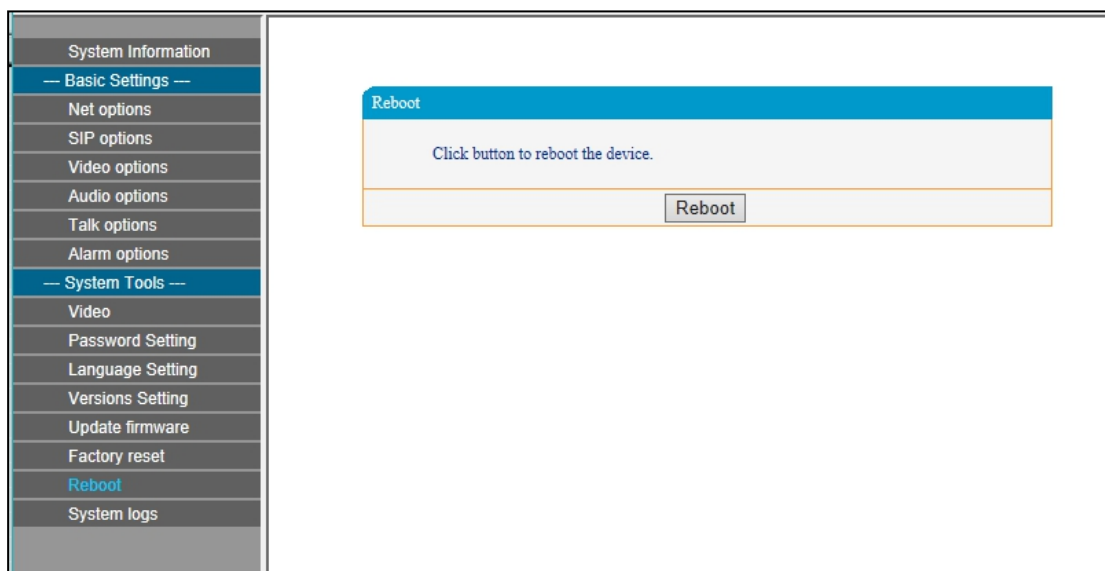 System Information
--- Basic Settings ---
Net options
SIP options
Video options
Audio options
Talk options
Alarm options
--- System Tools ---
Video
Password Setting
Language Setting
Versions Setting
Update firmware
Factory reset
Reboot
System logs
Reboot
Click button to reboot the device.
Reboot